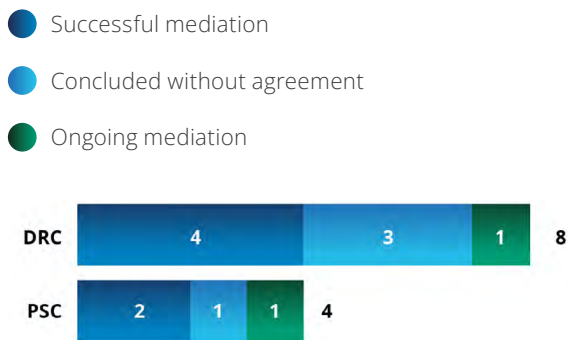 Successful mediation
Concluded without agreement
Ongoing mediation
DRC 4 3 1 8
PSC 2 1 1 4